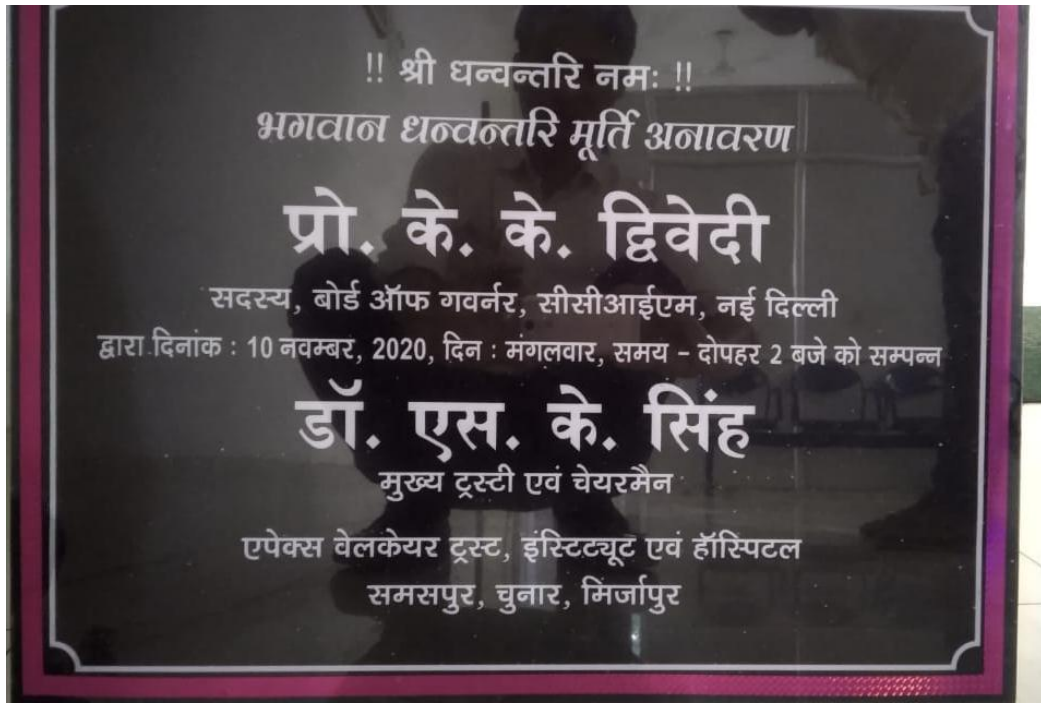 !! श्री धन्वन्तरि नमः !!
भगवान धन्वन्तरि मूर्ति अनावरण
प्रो. के. के. द्विवेदी
सदस्य, बोर्ड ऑफ गवर्नर, सीसीआईएम, नई दिल्ली
द्वारा दिनांक : 10 नवम्बर, 2020, दिन : मंगलवार, समय - दोपहर 2 बजे को सम्पन्न
डॉ. एस. के. सिंह
मुख्य ट्रस्टी एवं चेयरमैन
एपेक्स वेलकेयर ट्रस्ट, इंस्टिट्यूट एवं हॉस्पिटल
समसपुर, चुनार, मिर्जापुर